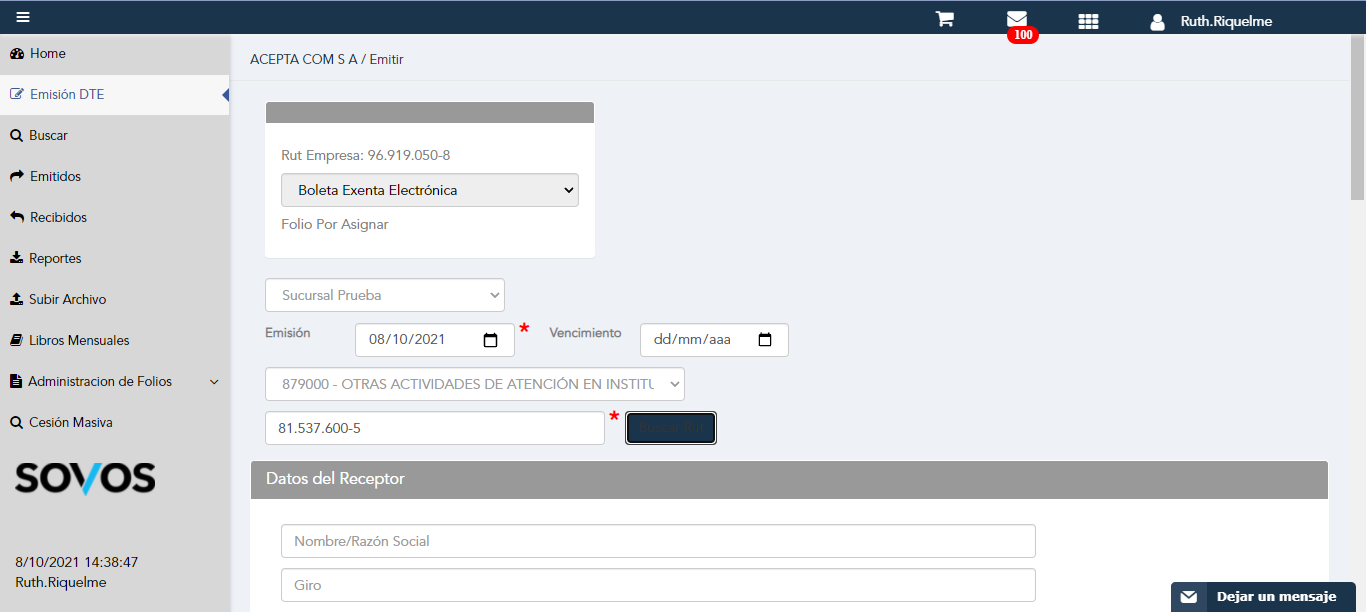 Ruth.Riquelme
100
Home
Emisión DTE
Buscar
Emitidos
Recibidos
Reportes
Subir Archivo
Libros Mensuales
Administracion de Folios
Cesión Masiva
SOVOS
8/10/2021 14:38:47
Ruth.Riquelme
ACEPTA COM S A / Emitir
Rut Empresa: 96.919.050-8
Boleta Exenta Electrónica
Folio Por Asignar
Sucursal Prueba
Emisión 08/10/2021 * Vencimiento dd/mm/aaa
879000 - OTRAS ACTIVIDADES DE ATENCIÓN EN INSTITU
81.537.600-5 *
Datos del Receptor
Nombre/Razón Social
Giro
Dejar un mensaje